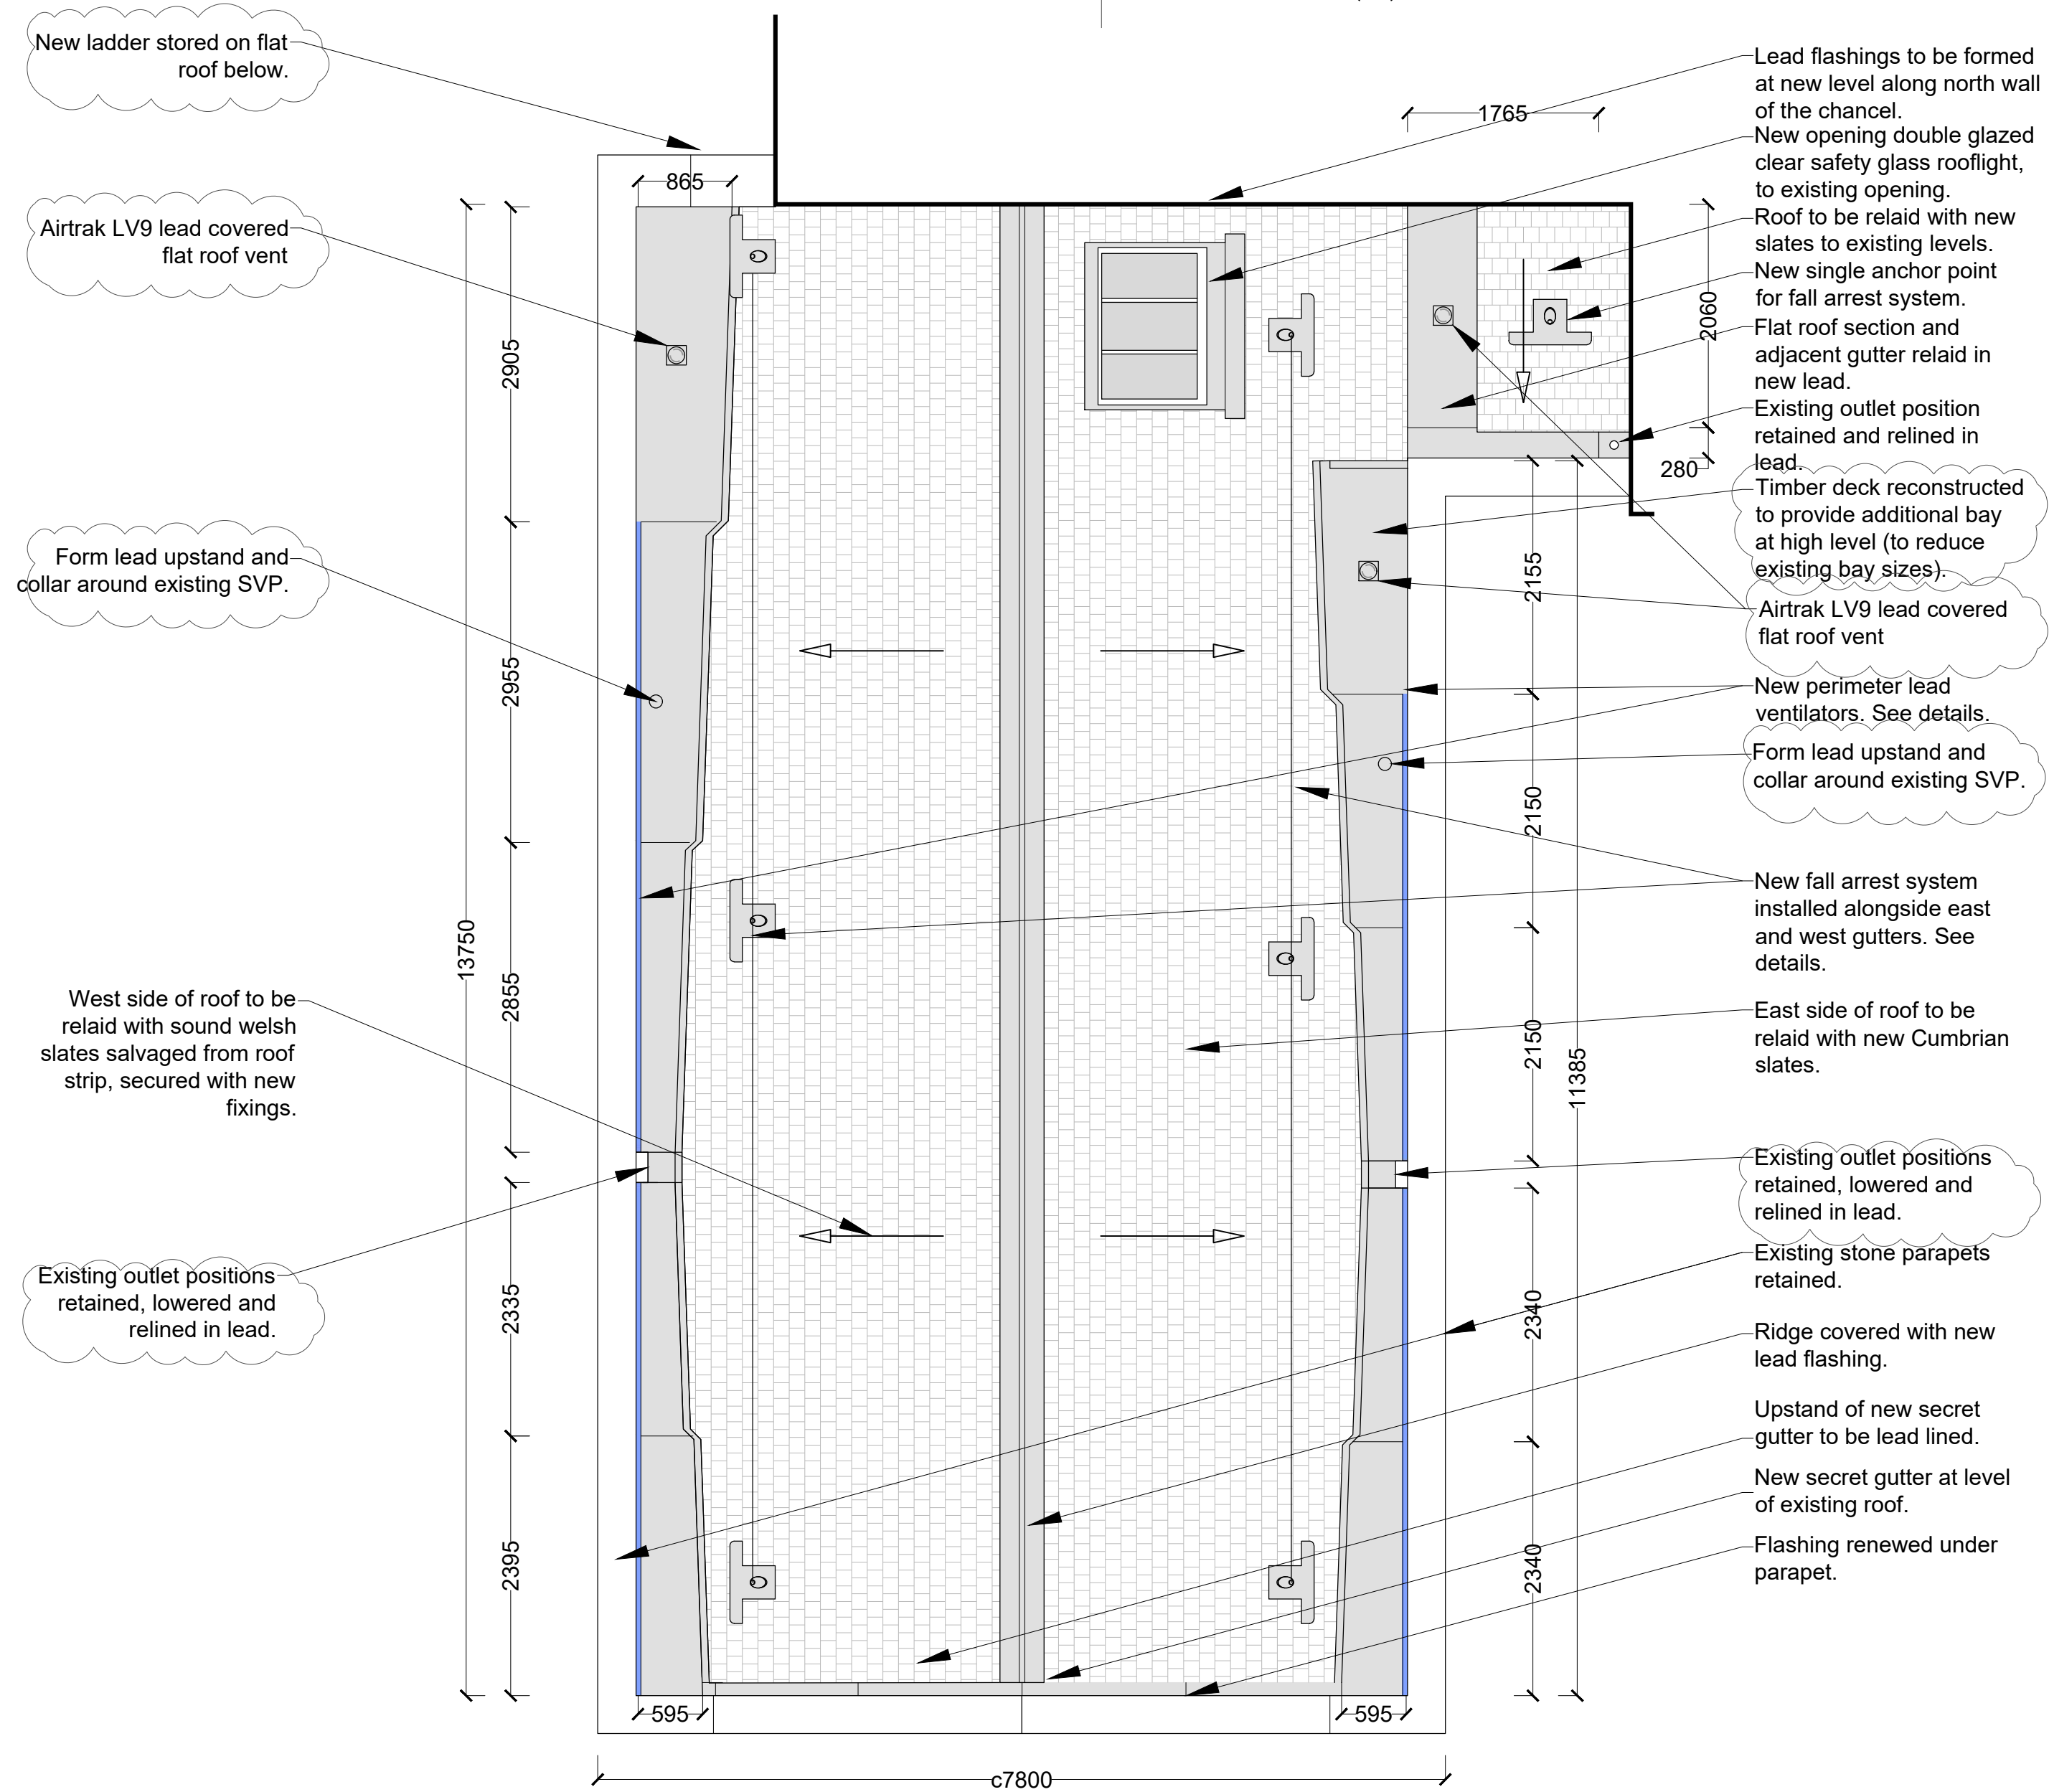 New ladder stored on flat
roof below.
Airtrak LV9 lead covered
flat roof vent
Form lead upstand and
collar around existing SVP.
West side of roof to be
relaid with sound welsh
slates salvaged from roof
strip, secured with new
fixings.
Existing outlet positions
retained, lowered and
relined in lead.
13750
2905
2955
2855
2335
2395
865
595
595
c7800
1765
2060
280
2155
2150
2150
2340
2340
11385
Lead flashings to be formed
at new level along north wall
of the chancel.
New opening double glazed
clear safety glass rooflight,
to existing opening.
Roof to be relaid with new
slates to existing levels.
New single anchor point
for fall arrest system.
Flat roof section and
adjacent gutter relaid in
new lead.
Existing outlet position
retained and relined in
lead.
Timber deck reconstructed
to provide additional bay
at high level (to reduce
existing bay sizes).
Airtrak LV9 lead covered
flat roof vent
New perimeter lead
ventilators. See details.
Form lead upstand and
collar around existing SVP.
New fall arrest system
installed alongside east
and west gutters. See
details.
East side of roof to be
relaid with new Cumbrian
slates.
Existing outlet positions
retained, lowered and
relined in lead.
Existing stone parapets
retained.
Ridge covered with new
lead flashing.
Upstand of new secret
gutter to be lead lined.
New secret gutter at level
of existing roof.
Flashing renewed under
parapet.